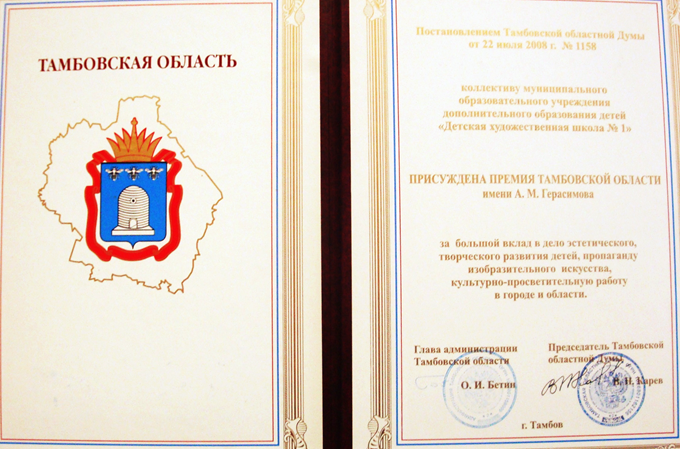 ТАМБОВСКАЯ ОБЛАСТЬ
Постановлением Тамбовской областной Думы
от 22 июля 2008 г. № 1158
коллективу муниципального
образовательного учреждения
дополнительного образования детей
«Детская художественная школа № 1»
ПРИСУЖДЕНА ПРЕМИЯ ТАМБОВСКОЙ ОБЛАСТИ
имени А. М. Герасимова
за большой вклад в дело эстетического,
творческого развития детей, пропаганду
изобразительного искусства,
культурно-просветительную работу
в городе и области.
Глава администрации
Тамбовской области
О. И. Бетин
Председатель Тамбовской
областной Думы
В. Н. Карев
г. Тамбов